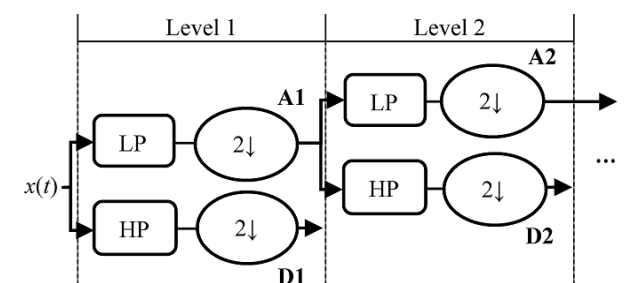 Level 1
Level 2
A2
A1
LP
2↓
LP
2↓
...
x(t)
HP
2↓
HP
2↓
D2
D1